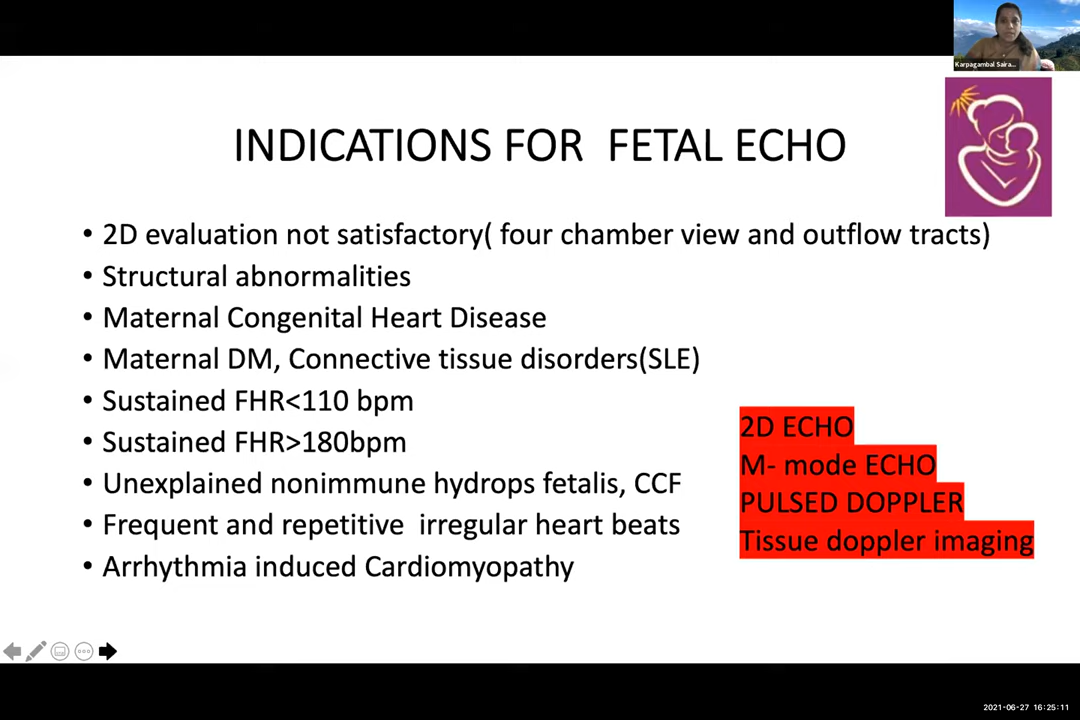 Karpagambal Saira...
INDICATIONS FOR FETAL ECHO
• 2D evaluation not satisfactory( four chamber view and outflow tracts)
• Structural abnormalities
• Maternal Congenital Heart Disease
• Maternal DM, Connective tissue disorders(SLE)
• Sustained FHR<110 bpm
• Sustained FHR>180bpm
• Unexplained nonimmune hydrops fetalis, CCF
• Frequent and repetitive irregular heart beats
• Arrhythmia induced Cardiomyopathy
2D ECHO
M- mode ECHO
PULSED DOPPLER
Tissue doppler imaging
2021-06-27 16:25:11